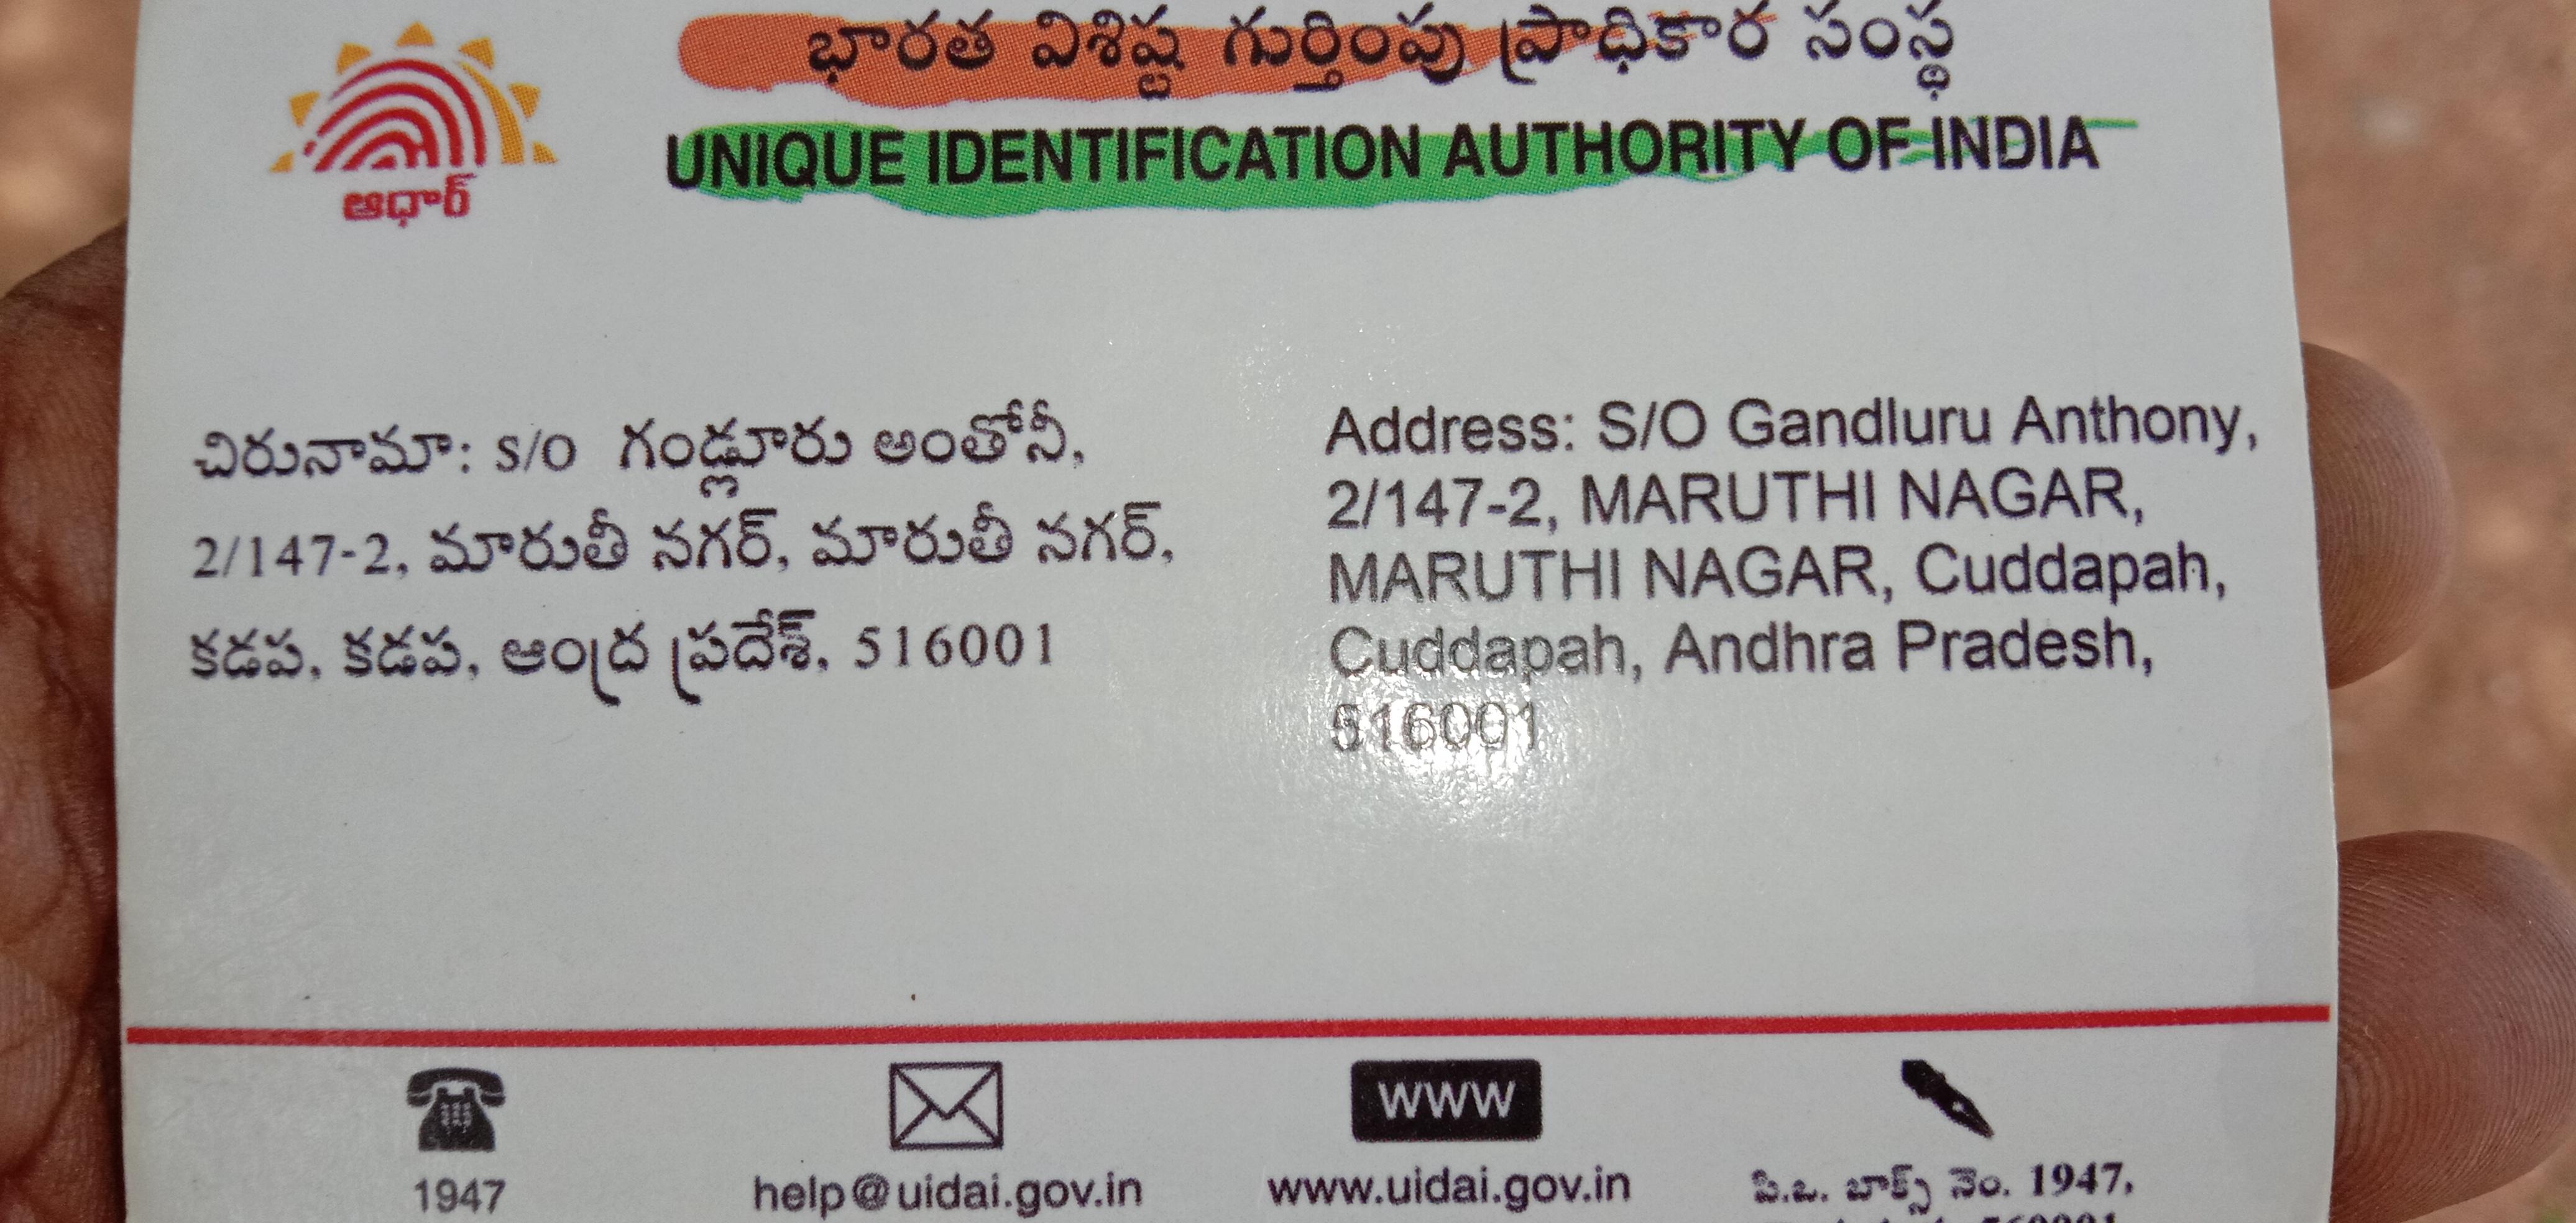 భారత విశిష్ట గుర్తింపు ప్రాధికార సంస్థ
UNIQUE IDENTIFICATION AUTHORITY OF INDIA
ఆధార్
చిరునామా: S/O గండ్లూరు అంతోనీ,
2/147-2, మారుతీ నగర్, మారుతీ నగర్,
కడప, కడప, ఆంధ్ర ప్రదేశ్, 516001
Address: S/O Gandluru Anthony,
2/147-2, MARUTHI NAGAR,
MARUTHI NAGAR, Cuddapah,
Cuddapah, Andhra Pradesh,
516001
1947
help@uidai.gov.in
www
www.uidai.gov.in
పి.ఒ. బాక్స్ నెం. 1947,